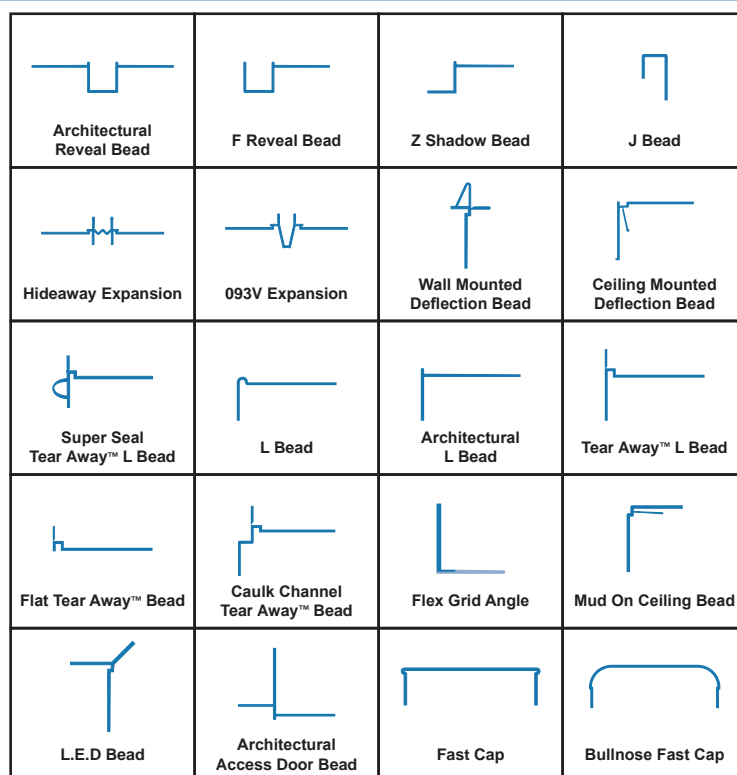 Architectural
Reveal Bead
F Reveal Bead
Z Shadow Bead
J Bead
Hideaway Expansion
093V Expansion
Wall Mounted
Deflection Bead
Ceiling Mounted
Deflection Bead
Super Seal
Tear Away™ L Bead
L Bead
Architectural
L Bead
Tear Away™ L Bead
Flat Tear Away™ Bead
Caulk Channel
Tear Away™ Bead
Flex Grid Angle
Mud On Ceiling Bead
L.E.D Bead
Architectural
Access Door Bead
Fast Cap
Bullnose Fast Cap